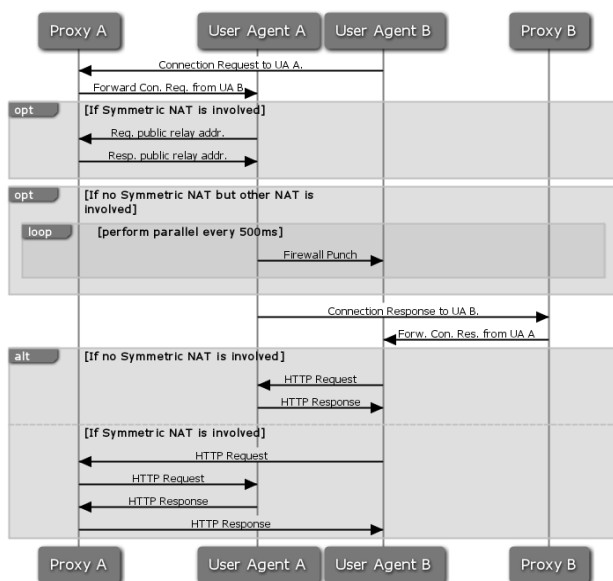 Proxy A User Agent A User Agent B Proxy B
Connection Request to UA A.
Forward Con. Req. from UB B
opt [If Symmetric NAT is involved]
Req. public relay addr.
Resp. public relay addr.
opt [If no Symmetric NAT but other NAT is
involved]
loop [perform parallel every 500ms]
Firewall Punch
Connection Response to UA B.
Forw. Con. Res. from UA A
alt [If no Symmetric NAT is involved]
HTTP Request
HTTP Response
[If Symmetric NAT is involved]
HTTP Request
HTTP Request
HTTP Response
HTTP Response
Proxy A User Agent A User Agent B Proxy B